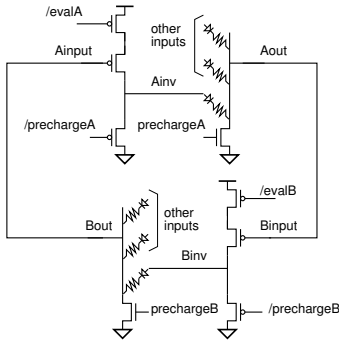 /evalA
other
inputs
Ainput
Aout
Ainv
/prechargeA
prechargeA
/evalB
Bout
other
inputs
Binput
Binv
prechargeB
/prechargeB